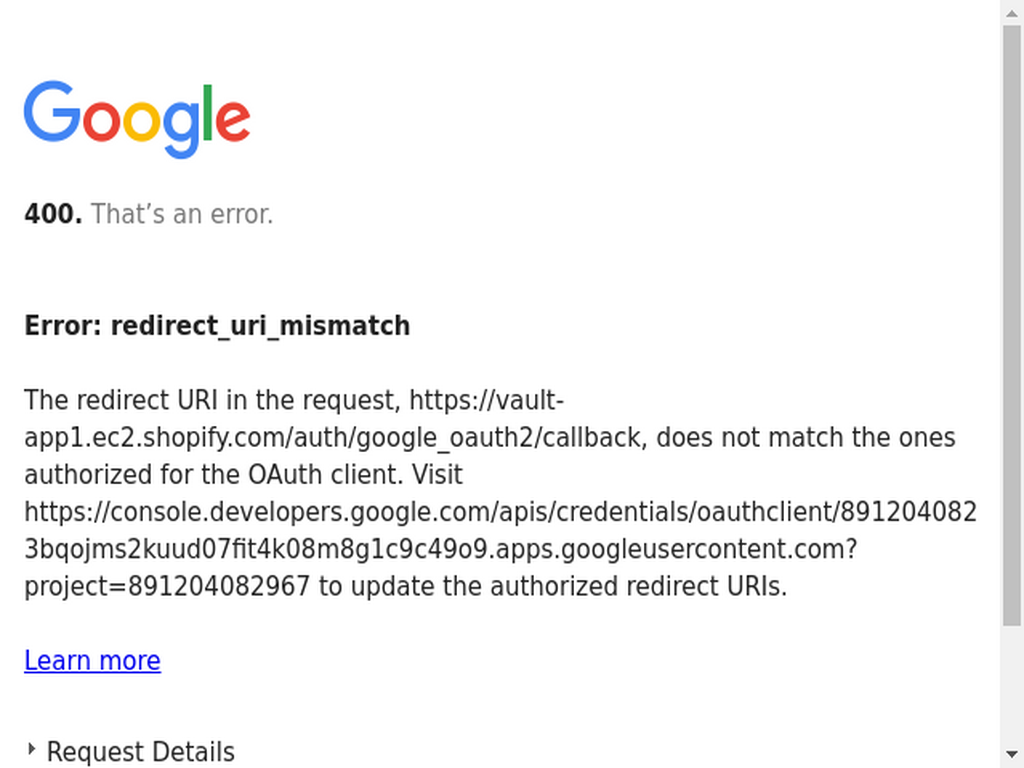 Google
400. That’s an error.
Error: redirect_uri_mismatch
The redirect URI in the request, https://vault-
app1.ec2.shopify.com/auth/google_oauth2/callback, does not match the ones
authorized for the OAuth client. Visit
https://console.developers.google.com/apis/credentials/oauthclient/891204082
3bqojms2kuud07fit4k08m8g1c9c49o9.apps.googleusercontent.com?
project=891204082967 to update the authorized redirect URIs.
Learn more
Request Details